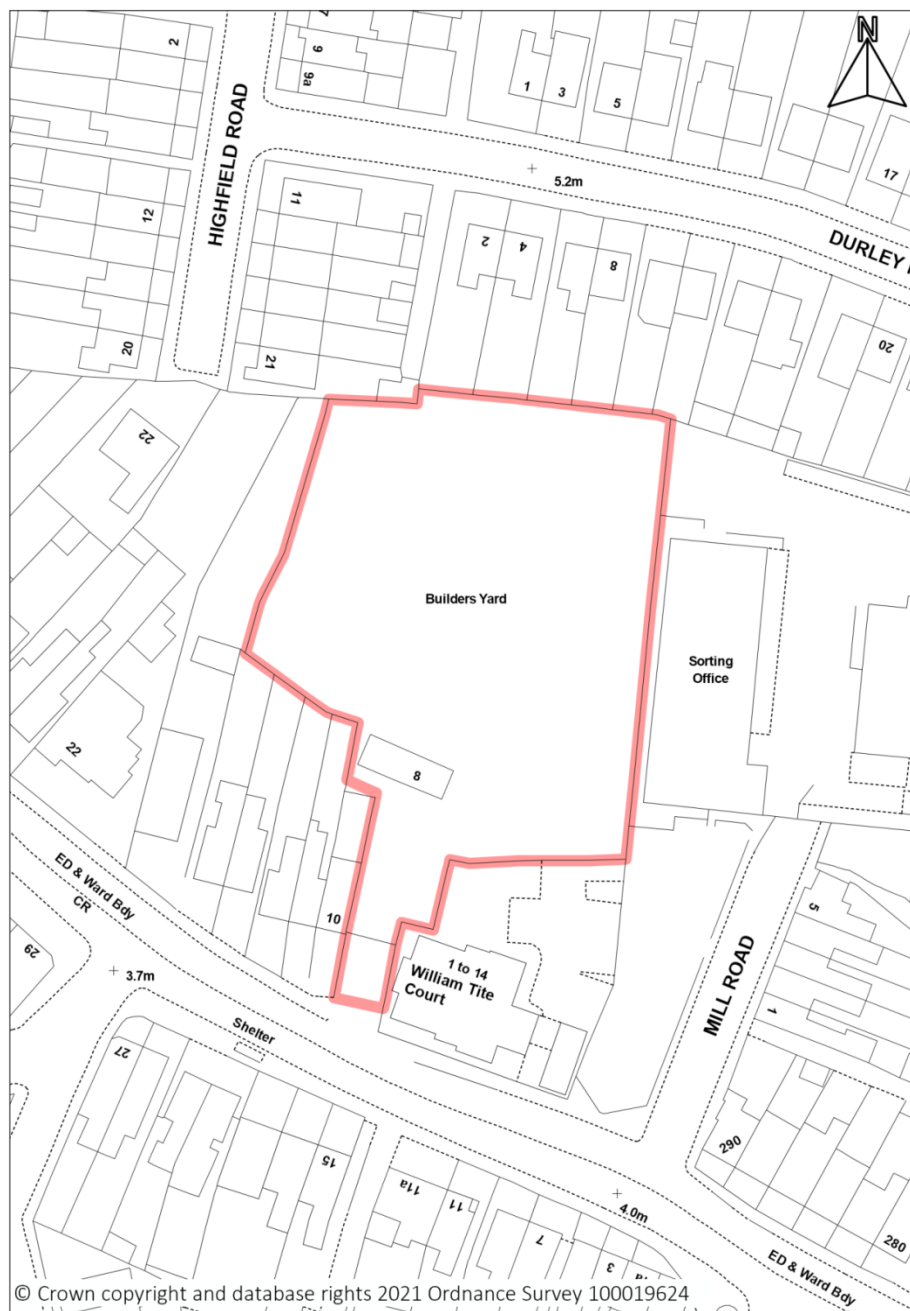 N
2
7
9
9a
1
3
5
17
HIGHFIELD ROAD
5.2m
12
11
DURLEY
2
4
8
20
20
21
22
Builders Yard
Sorting
Office
22
8
ED & Ward Bdy
CR
10
1 to 14
William Tite
Court
5
29
3.7m
MILL ROAD
1
Shelter
27
15
290
11a
11
4.0m
7
280
3
ED & Ward Bdy
© Crown copyright and database rights 2021 Ordnance Survey 100019624